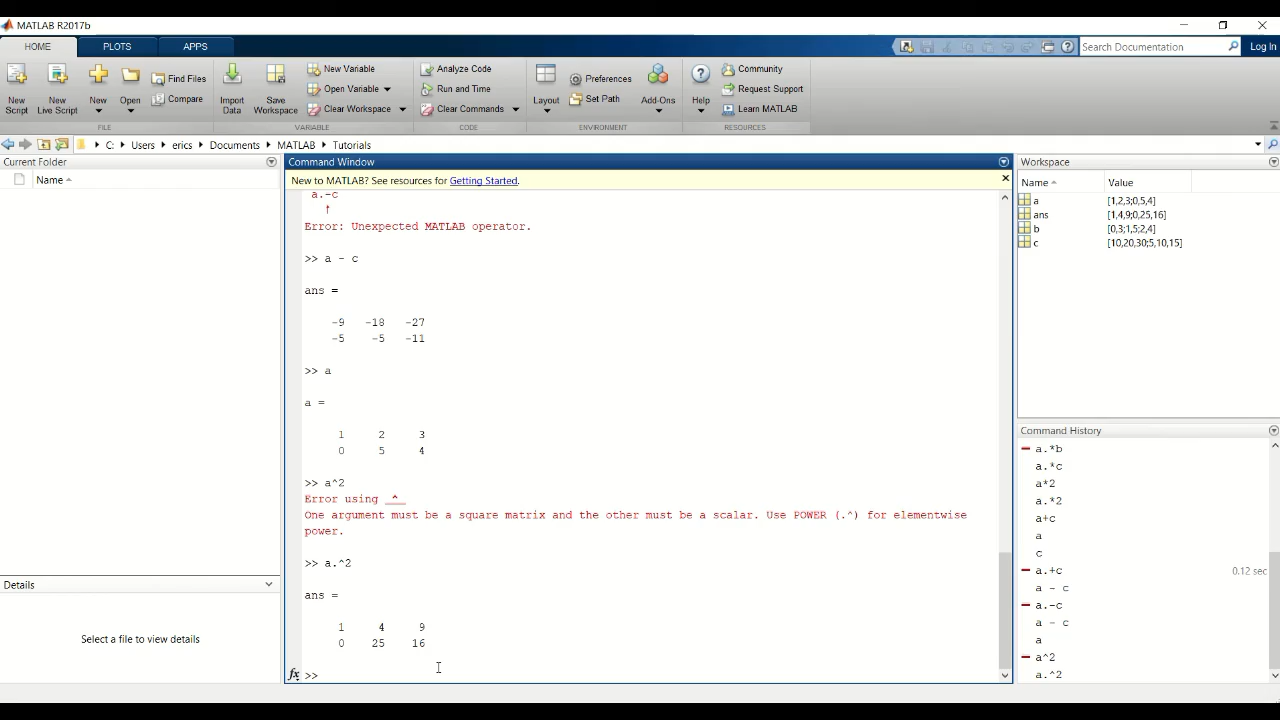 MATLAB R2017b
HOME PLOTS APPS
Search Documentation
Log In
New Script
New Live Script
New
Open
Find Files
Compare
FILE
Import Data
Save Workspace
New Variable
Open Variable
Clear Workspace
VARIABLE
Analyze Code
Run and Time
Clear Commands
CODE
Layout
Preferences
Set Path
Add-Ons
ENVIRONMENT
Help
Community
Request Support
Learn MATLAB
RESOURCES
C: Users erics Documents MATLAB Tutorials
Current Folder
Name
Details
Select a file to view details
Command Window
New to MATLAB? See resources for Getting Started.
a.-c
↑
Error: Unexpected MATLAB operator.
>> a - c
ans =
-9 -18 -27
-5 -5 -11
>> a
a =
1 2 3
0 5 4
>> a^2
Error using ^
One argument must be a square matrix and the other must be a scalar. Use POWER (.^) for elementwise
power.
>> a.^2
ans =
1 4 9
0 25 16
fx >>
Workspace
Name Value
a [1,2,3;0,5,4]
ans [1,4,9;0,25,16]
b [0,3;1,5;2,4]
c [10,20,30;5,10,15]
Command History
a.*b
a.*c
a*2
a.*2
a+c
a
c
a.+c 0.12 sec
a - c
a.-c
a - c
a
a^2
a.^2